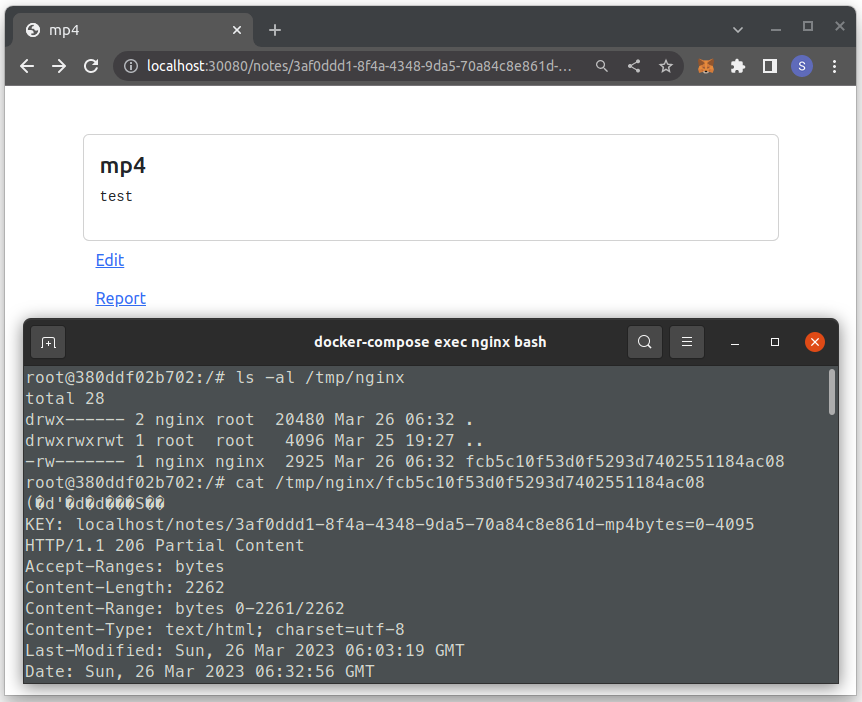 mp4
localhost:30080/notes/3af0ddd1-8f4a-4348-9da5-70a84c8e861d-...
S
mp4
test
Edit
Report
docker-compose exec nginx bash
root@380ddf02b702:/# ls -al /tmp/nginx
total 28
drwx------ 2 nginx root  20480 Mar 26 06:32 .
drwxrwxrwt 1 root  root   4096 Mar 25 19:27 ..
-rw------- 1 nginx nginx  2925 Mar 26 06:32 fcb5c10f53d0f5293d7402551184ac08
root@380ddf02b702:/# cat /tmp/nginx/fcb5c10f53d0f5293d7402551184ac08
(�d'�d�d���S��
KEY: localhost/notes/3af0ddd1-8f4a-4348-9da5-70a84c8e861d-mp4bytes=0-4095
HTTP/1.1 206 Partial Content
Accept-Ranges: bytes
Content-Length: 2262
Content-Range: bytes 0-2261/2262
Content-Type: text/html; charset=utf-8
Last-Modified: Sun, 26 Mar 2023 06:03:19 GMT
Date: Sun, 26 Mar 2023 06:32:56 GMT